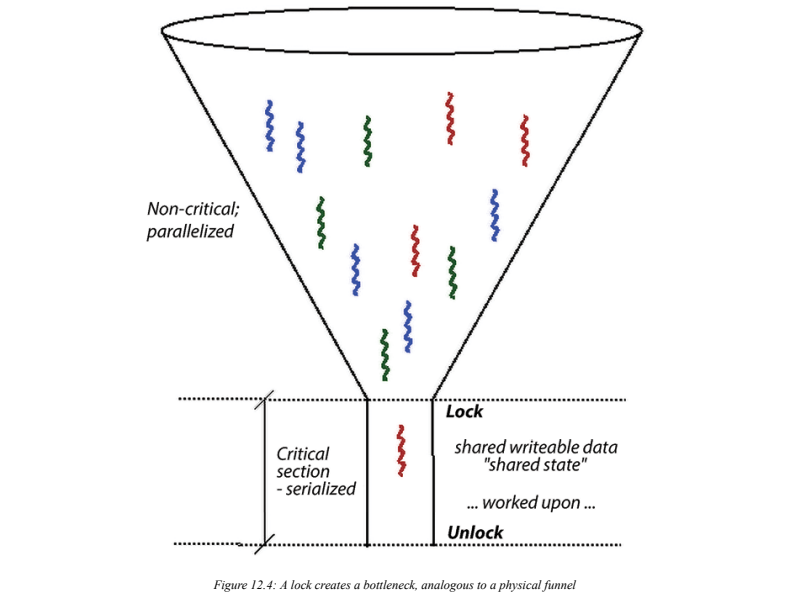 Non-critical;
parallelized
Lock
Critical
section
- serialized
shared writeable data
"shared state"
... worked upon ...
Unlock
Figure 12.4: A lock creates a bottleneck, analogous to a physical funnel